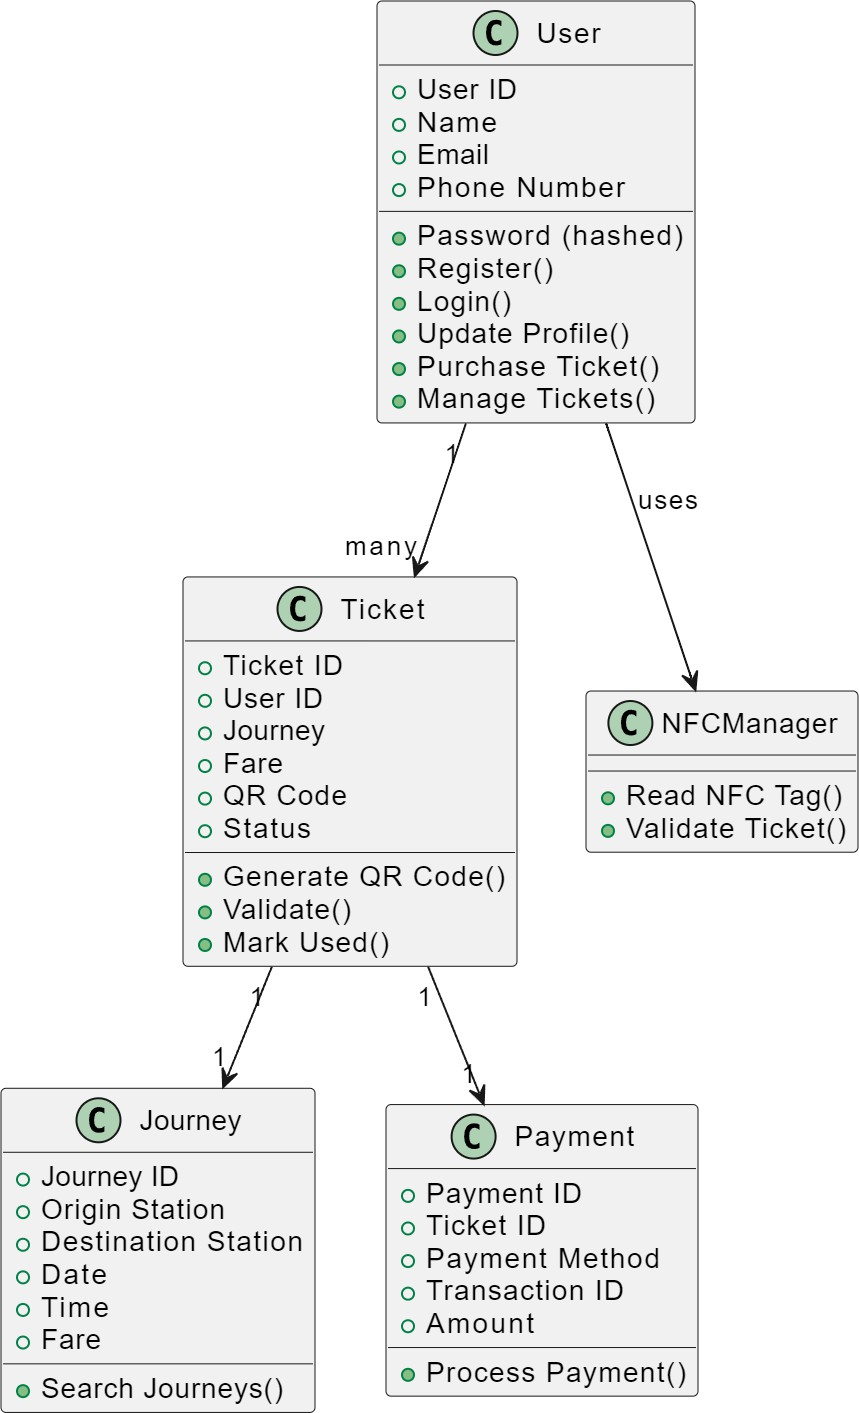 C User
User ID
Name
Email
Phone Number
Password (hashed)
Register()
Login()
Update Profile()
Purchase Ticket()
Manage Tickets()
1
many
uses
C Ticket
Ticket ID
User ID
Journey
Fare
QR Code
Status
Generate QR Code()
Validate()
Mark Used()
C NFCManager
Read NFC Tag()
Validate Ticket()
1
1
1
1
C Journey
Journey ID
Origin Station
Destination Station
Date
Time
Fare
Search Journeys()
C Payment
Payment ID
Ticket ID
Payment Method
Transaction ID
Amount
Process Payment()